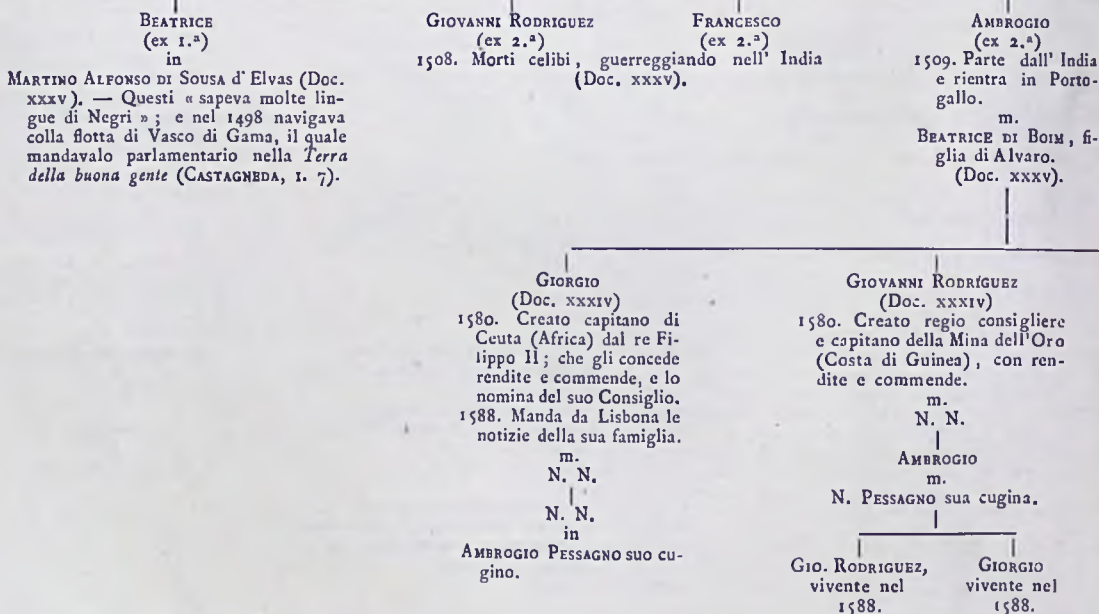 BEATRICE
(ex 1.ª)
in
MARTINO ALFONSO DI SOUSA d' Elvas (Doc.
XXXV). — Questi « sapeva molte lin-
gue di Negri » ; e nel 1498 navigava
colla flotta di Vasco di Gama, il quale
mandavalo parlamentario nella Terra
della buona gente (CASTAGNEDA, I. 7).
GIOVANNI RODRIGUEZ
(ex 2.ª)
FRANCESCO
(ex 2.ª)
1508. Morti celibi, guerreggiando nell' India
(Doc. XXXV).
AMBROGIO
(ex 2.ª)
1509. Parte dall' India
e rientra in Porto-
gallo.
m.
BEATRICE DI BOIM, fi-
glia di Alvaro.
(Doc. XXXV).
GIORGIO
(Doc. XXXIV)
1580. Creato capitano di
Ceuta (Africa) dal re Fi-
lippo II ; che gli concede
rendite e commende, e lo
nomina del suo Consiglio.
1588. Manda da Lisbona le
notizie della sua famiglia.
m.
N. N.
N. N.
in
AMBROGIO PESSAGNO suo cu-
gino.
GIOVANNI RODRÍGUEZ
(Doc. XXXIV)
1580. Creato regio consigliere
e capitano della Mina dell'Oro
(Costa di Guinea), con ren-
dite e commende.
m.
N. N.
AMBROGIO
m.
N. PESSAGNO sua cugina.
GIO. RODRIGUEZ,
vivente nel
1588.
GIORGIO
vivente nel
1588.